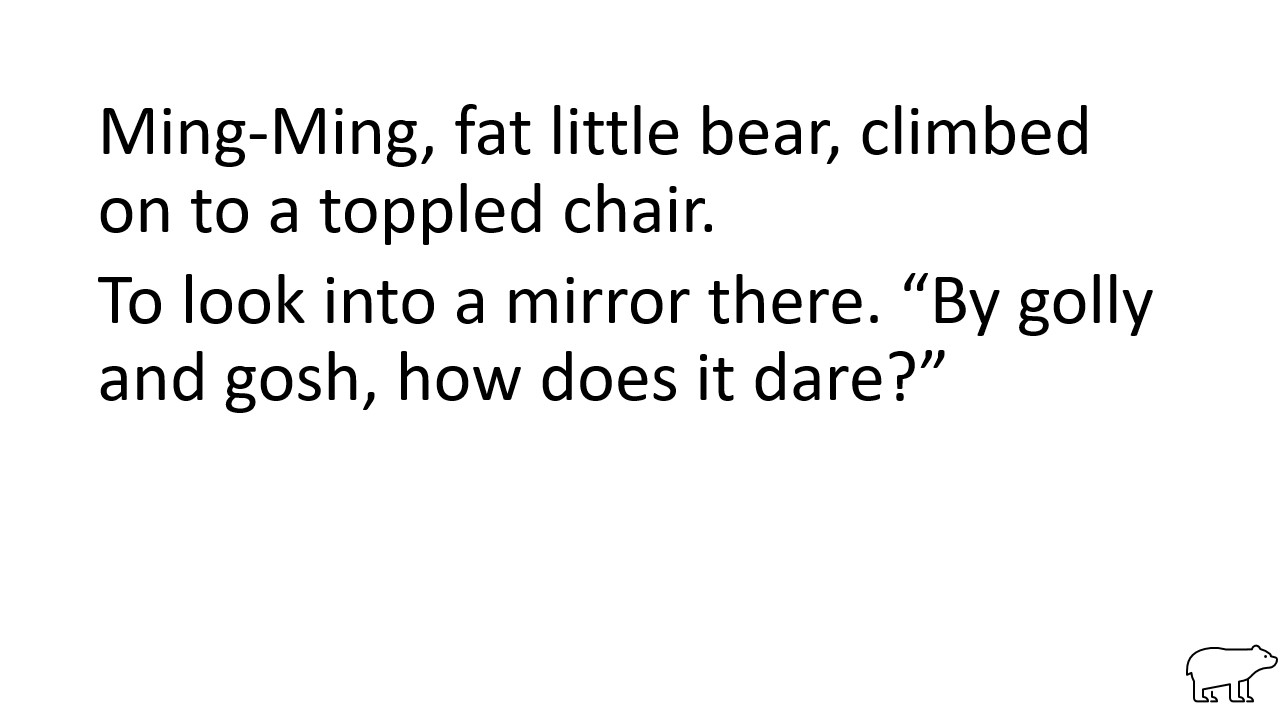 Ming-Ming, fat little bear, climbed
on to a toppled chair.
To look into a mirror there. “By golly
and gosh, how does it dare?”